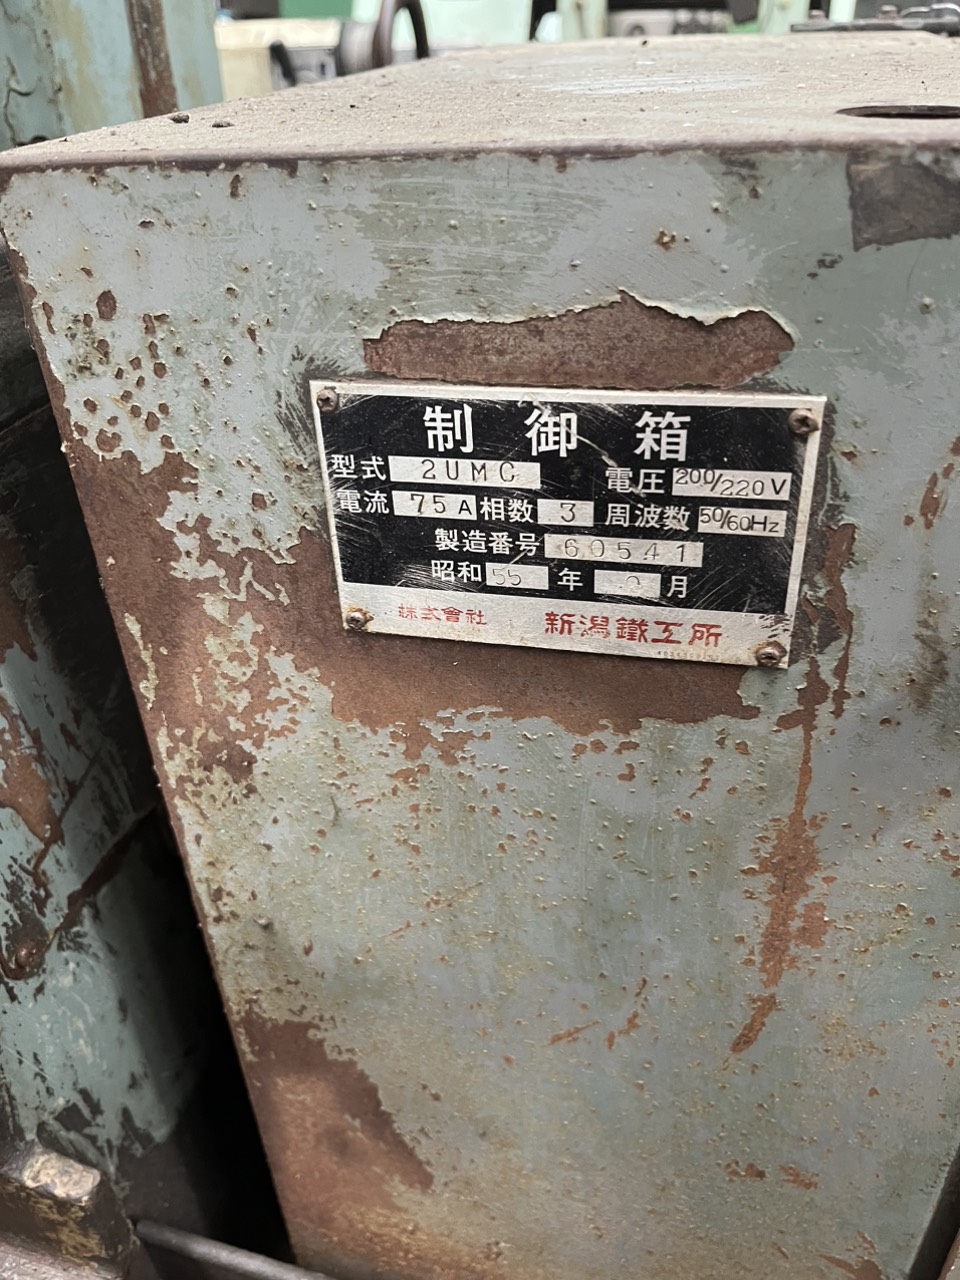 制御箱
型式 2UMC 電圧 200/220V
電流 75A 相数 3 周波数 50/60Hz
製造番号 60541
昭和 55 年 9 月
株式會社 新潟鐵工所